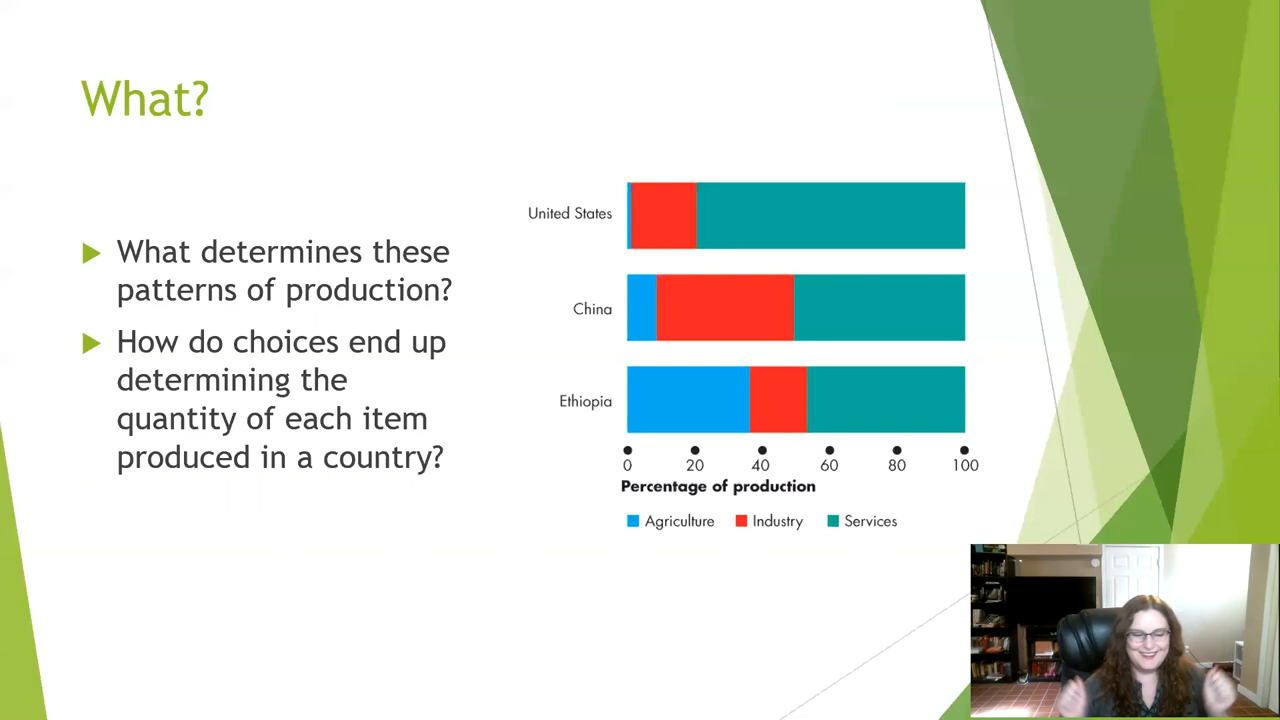 What?
What determines these
patterns of production?
How do choices end up
determining the
quantity of each item
produced in a country?
United States
China
Ethiopia
0 20 40 60 80 100
Percentage of production
Agriculture Industry Services